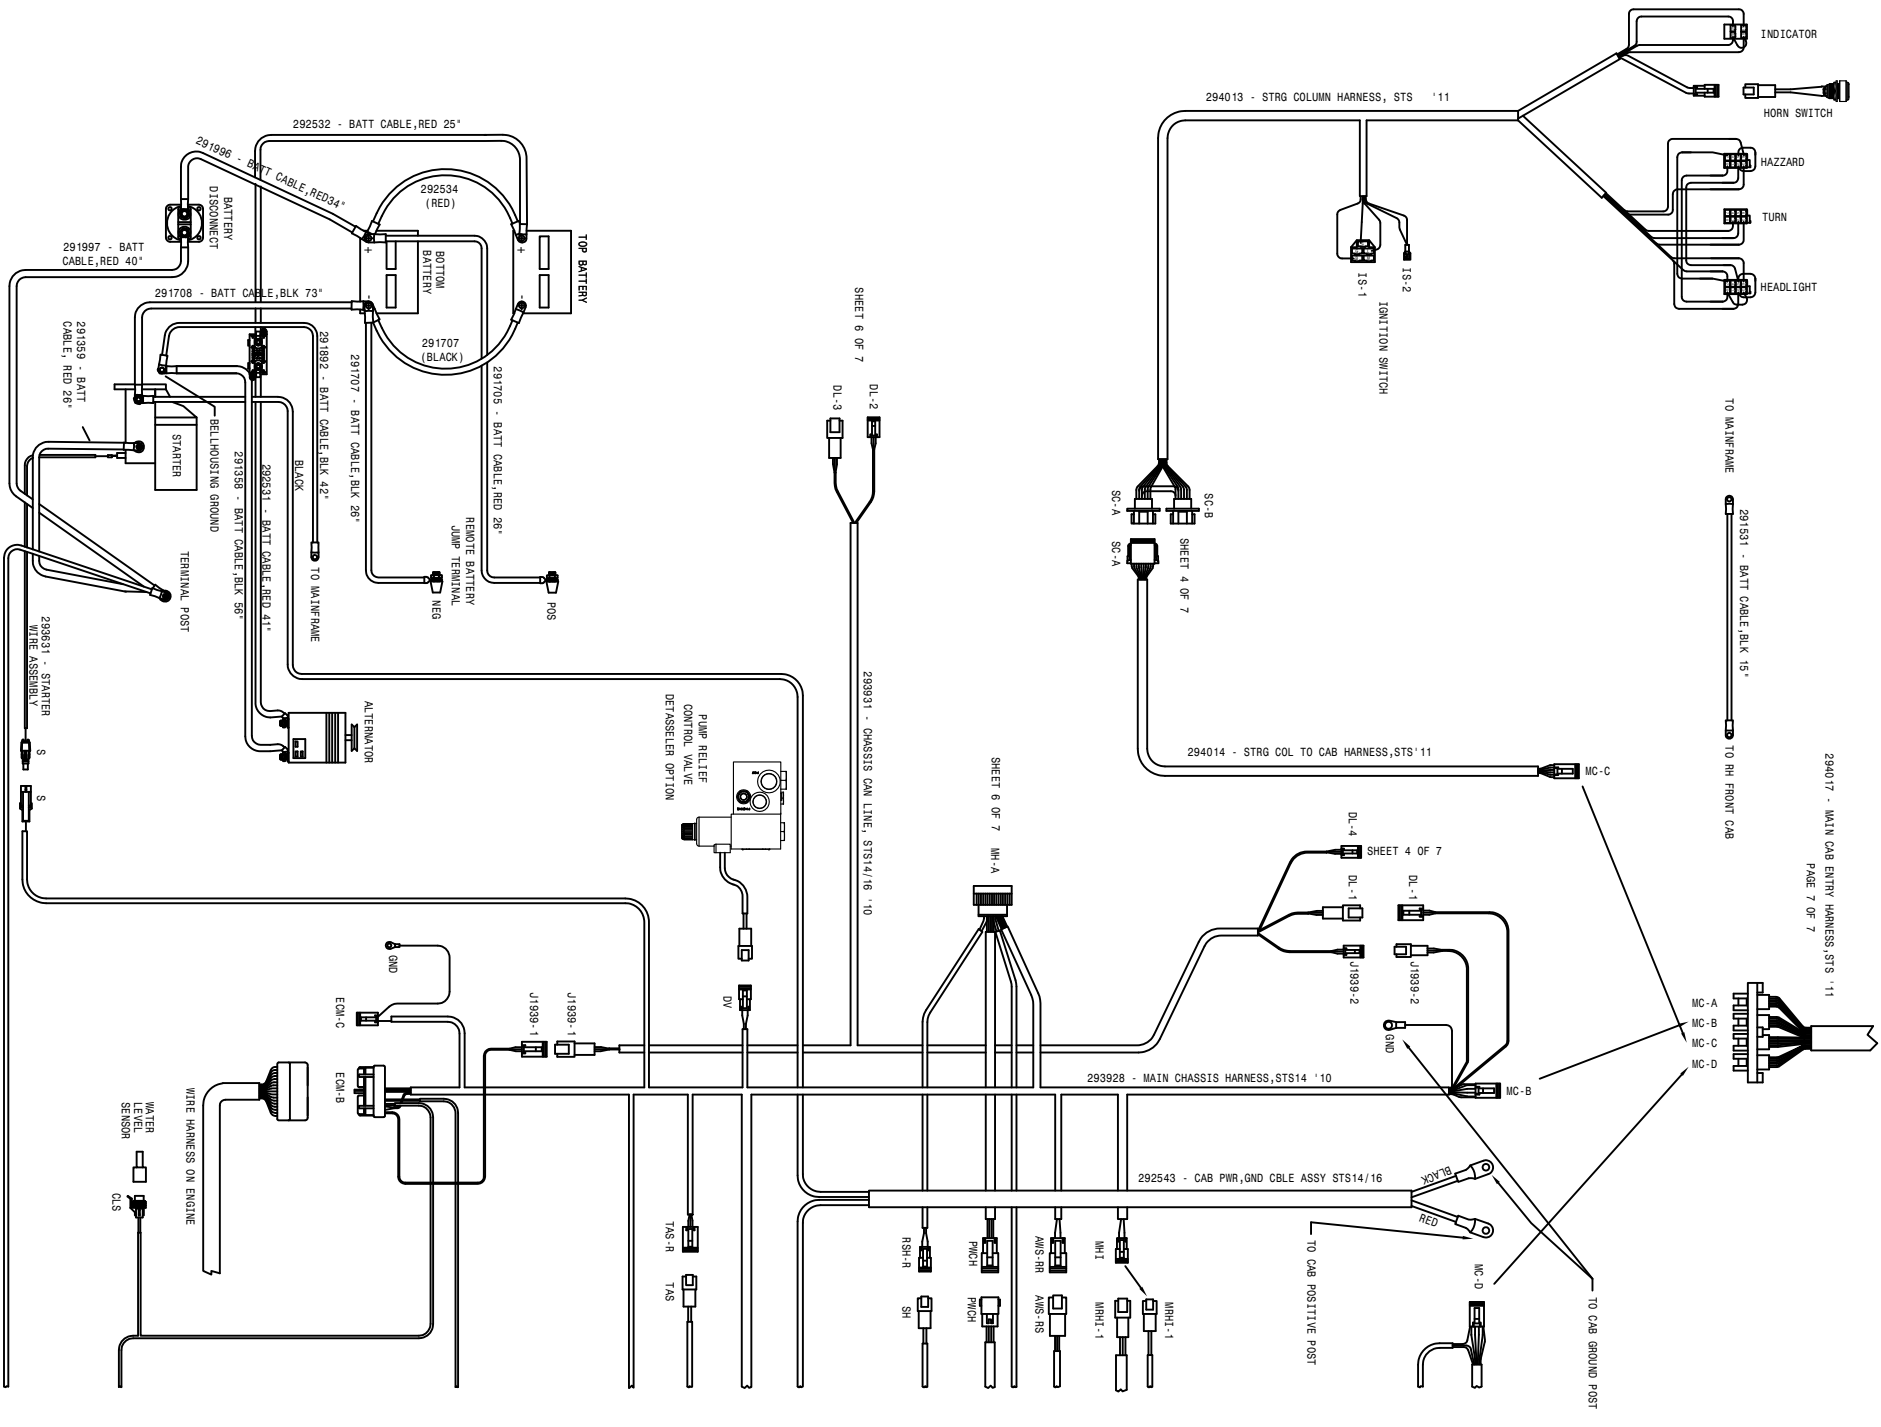 INDICATOR
HORN SWITCH
HAZZARD
TURN
HEADLIGHT
294013 - STRG COLUMN HARNESS, STS '11
IS-1
IS-2
IGNITION SWITCH
292532 - BATT CABLE,RED 25"
291996 - BATT CABLE,RED34"
BATTERY
DISCONNECT
291997 - BATT
CABLE,RED 40"
292534
(RED)
TOP BATTERY
BOTTOM
BATTERY
+
-
+
-
291708 - BATT CABLE,BLK 73"
291707
(BLACK)
291359 - BATT
CABLE, RED 26"
291892 - BATT CABLE,BLK 42"
291707 - BATT CABLE,BLK 26"
291705 - BATT CABLE,RED 26"
STARTER
BELLHOUSING GROUND
291358 - BATT CABLE,BLK 56"
292531 - BATT CABLE,RED 41"
BLACK
TO MAINFRAME
REMOTE BATTERY
JUMP TERMINAL
NEG
POS
TERMINAL POST
293631 - STARTER
WIRE ASSEMBLY
S
S
ALTERNATOR
SHEET 6 OF 7
DL-3
DL-2
SC-A
SC-B
SC-A
SHEET 4 OF 7
TO MAINFRAME
291531 - BATT CABLE,BLK 15"
TO RH FRONT CAB
294017 - MAIN CAB ENTRY HARNESS,STS '11
PAGE 7 OF 7
293931 - CHASSIS CAN LINE, STS14/16 '10
PUMP RELIEF
CONTROL VALVE
DETASSELER OPTION
294014 - STRG COL TO CAB HARNESS,STS'11
MC-C
SHEET 6 OF 7
MH-A
DL-4
SHEET 4 OF 7
DL-1
DL-1
J1939-2
J1939-2
GND
MC-A
MC-B
MC-C
MC-D
GND
ECM-C
J1939-1
J1939-1
DV
ECM-B
293928 - MAIN CHASSIS HARNESS,STS14 '10
MC-B
WIRE HARNESS ON ENGINE
WATER
LEVEL
SENSOR
CLS
292543 - CAB PWR,GND CBLE ASSY STS14/16
BLACK
RED
TAS-R
TAS
RSH-R
SH
PWCH
PWCH
AWS-RR
AWS-RS
MHI
MRHI-1
MRHI-1
TO CAB POSITIVE POST
MC-D
TO CAB GROUND POST